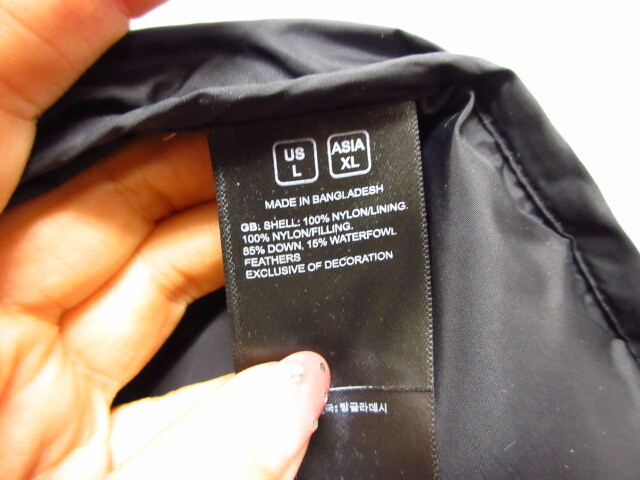 US
L
ASIA
XL
MADE IN BANGLADESH
GB: SHELL: 100% NYLON/LINING.
100% NYLON/FILLING.
85% DOWN, 15% WATERFOWL
FEATHERS
EXCLUSIVE OF DECORATION
국: 방글라데시